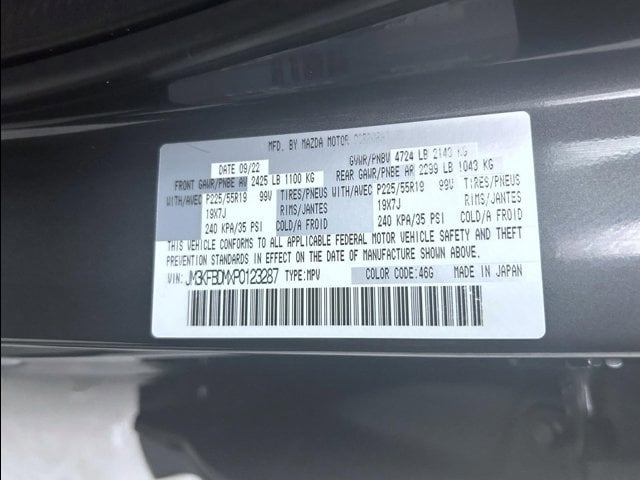 MFD. BY MAZDA MOTOR CORPORATION
DATE 09/22 GVWR/PNBV 4724 LB 2143 KG
FRONT GAWR/PNBE AV 2425 LB 1100 KG REAR GAWR/PNBE AR 2299 LB 1043 KG
WITH/AVEC P225/55R19 99V TIRES/PNEUS WITH/AVEC P225/55R19 99V TIRES/PNEUS
19X7J RIMS/JANTES 19X7J RIMS/JANTES
240 KPA/35 PSI COLD/A FROID 240 KPA/35 PSI COLD/A FROID
THIS VEHICLE CONFORMS TO ALL APPLICABLE FEDERAL MOTOR VEHICLE SAFETY AND THEFT
PREVENTION STANDARDS IN EFFECT ON THE DATE OF MANUFACTURE SHOWN ABOVE.
VIN: JM3KFBDMXP0123287 TYPE:MPV COLOR CODE:46G MADE IN JAPAN